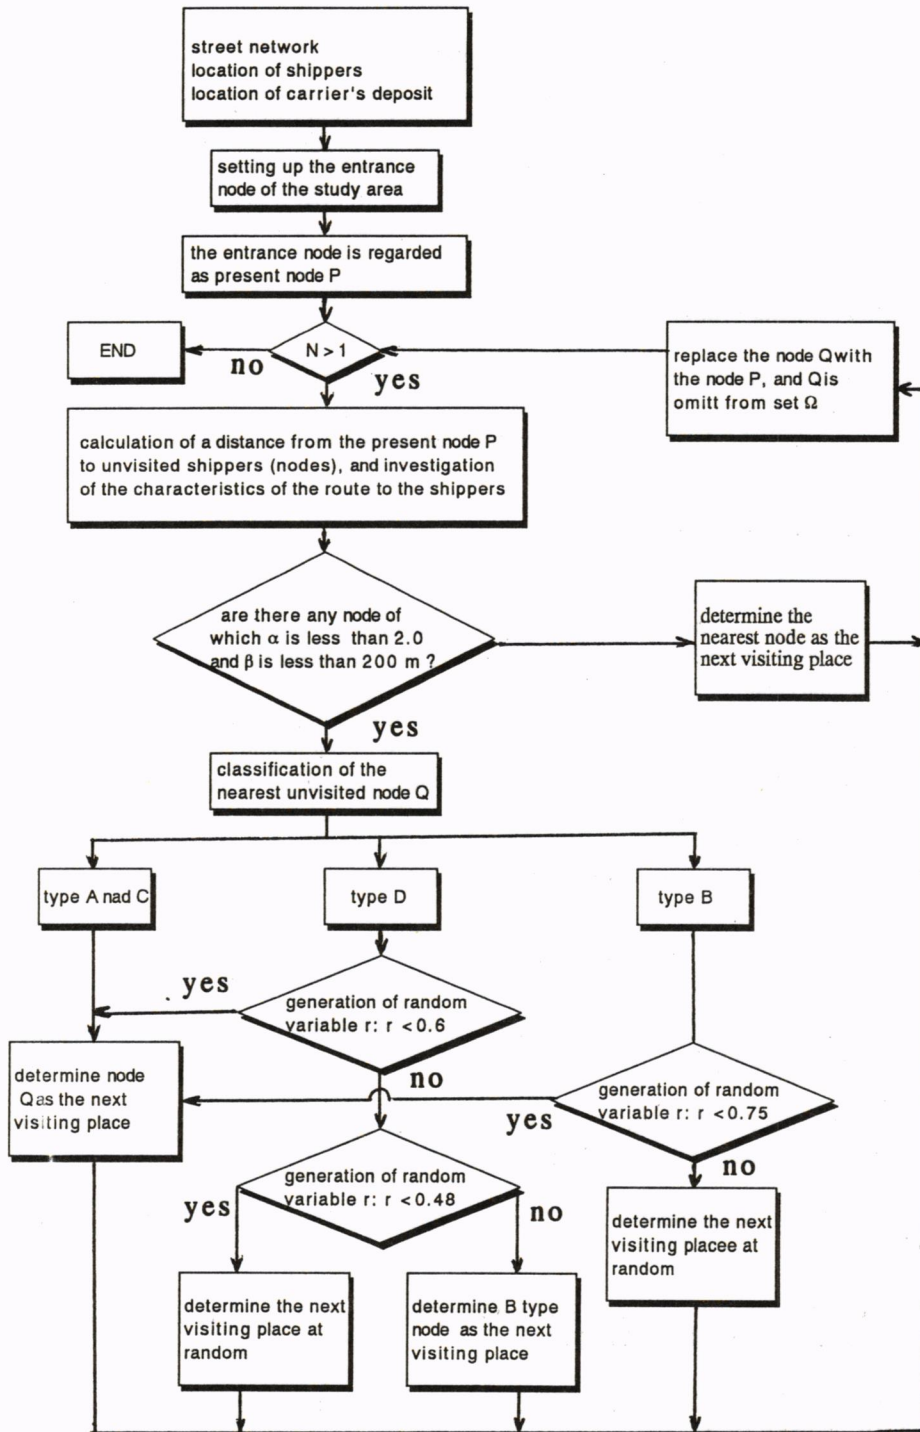 street network
location of shippers
location of carrier's deposit
setting up the entrance
node of the study area
the entrance node is regarded
as present node P
END
no
N > 1
yes
replace the node Qwith
the node P, and Qis
omitt from set Ω
calculation of a distance from the present node P
to unvisited shippers (nodes), and investigation
of the characteristics of the route to the shippers
are there any node of
which α is less than 2.0
and β is less than 200 m ?
determine the
nearest node as the
next visiting place
yes
classification of the
nearest unvisited node Q
type A nad C
type D
type B
yes
generation of random
variable r: r <0.6
no
determine node
Qas the next
visiting place
generation of random
variable r: r <0.75
yes
no
generation of random
variable r: r <0.48
yes
no
determine the next
visiting placee at
random
determine the next
visiting place at
random
determine B type
node as the next
visiting place